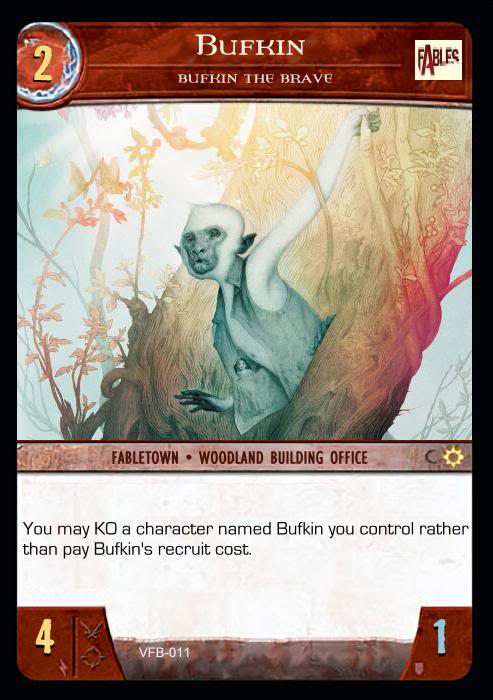 2
BUFKIN
BUFKIN THE BRAVE
FABLES
FABLETOWN • WOODLAND BUILDING OFFICE
You may KO a character named Bufkin you control rather
than pay Bufkin's recruit cost.
4
VFB-011
1